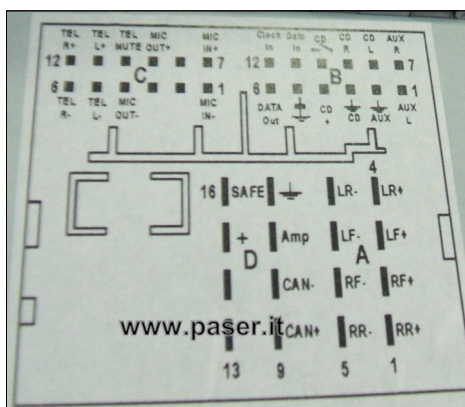 TEL TEL TEL MIC MIC
R+ L+ MUTE OUT+ IN+
12 7
C
6 1
TEL TEL MIC MIC
R- L- OUT- IN-
Clock Data CD CD CD AUX
In In R L R
12 7
B
6 1
DATA CD AUX
Out + CD AUX L
4
16 SAFE LR- LR+
+ Amp LF- LF+
D A
CAN- RF- RF+
www.paser.it
CAN+ RR- RR+
13 9 5 1